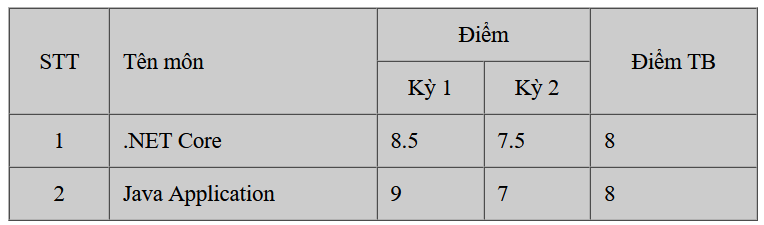 STT Tên môn Điểm Điểm TB
Kỳ 1 Kỳ 2
1 .NET Core 8.5 7.5 8
2 Java Application 9 7 8